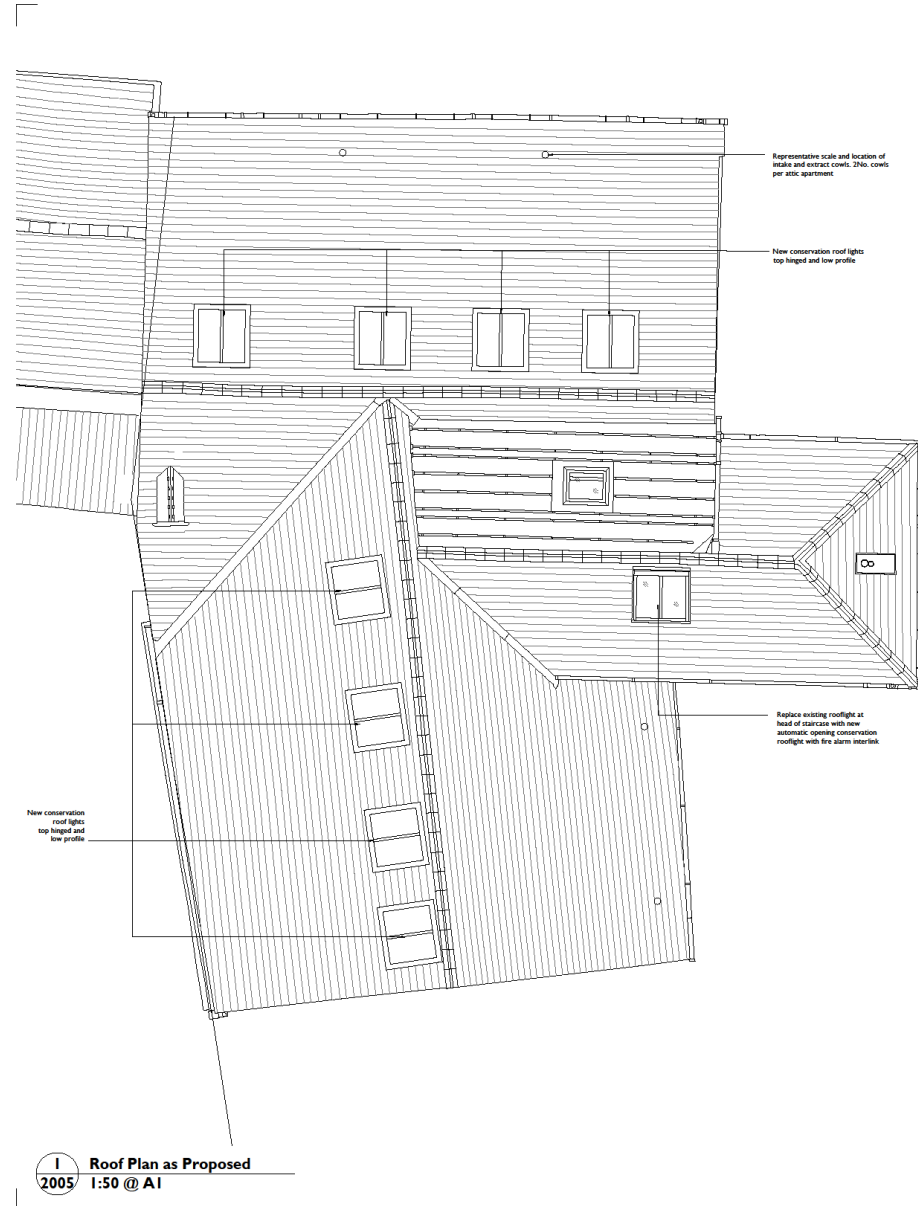 Representative scale and location of
intake and extract cowls. 2No. cowls
per attic apartment
New conservation roof lights
top hinged and low profile
Replace existing rooflight at
head of staircase with new
automatic opening conservation
rooflight with fire alarm interlink
New conservation
roof lights
top hinged and
low profile
1
2005
Roof Plan as Proposed
1:50 @ A1